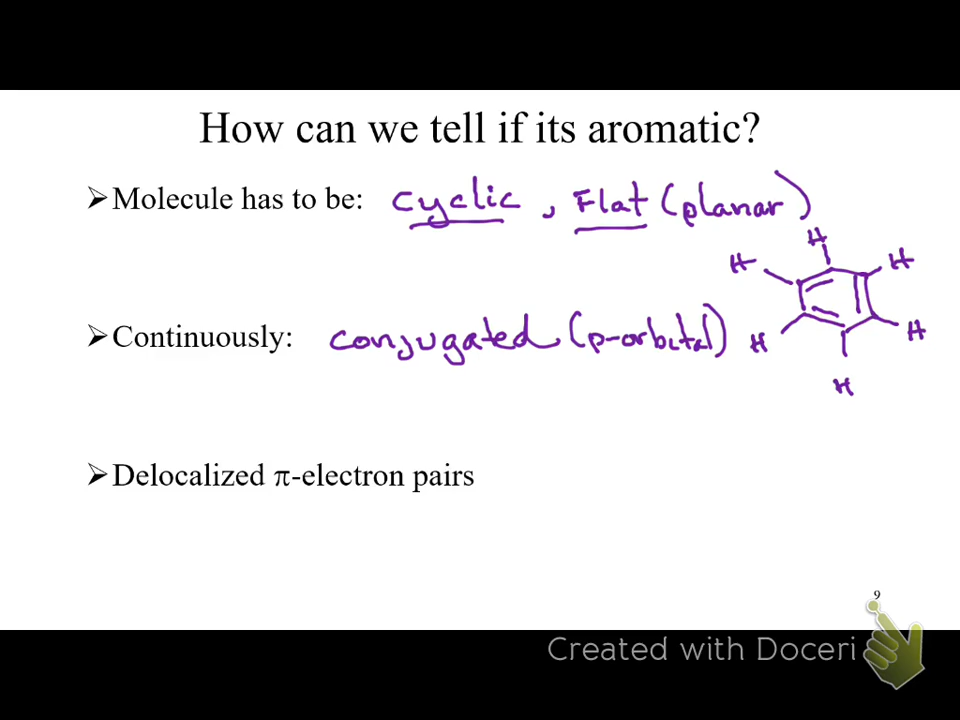 How can we tell if its aromatic?
➢Molecule has to be: cyclic, Flat (planar)
H
H H
➢Continuously: conjugated (p-orbital)
H H
H
➢Delocalized π-electron pairs
9
Created with Doceri